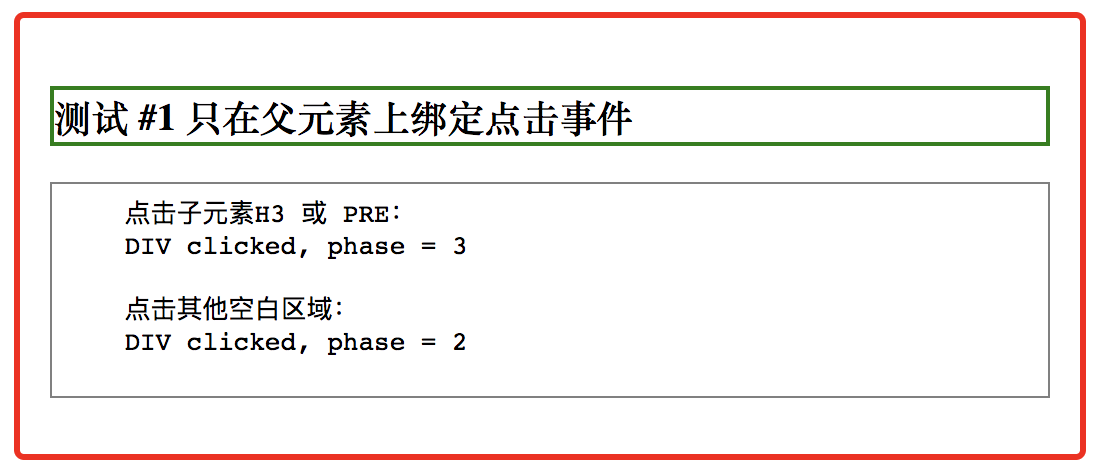 测试 #1 只在父元素上绑定点击事件
点击子元素H3 或 PRE:
DIV clicked, phase = 3
点击其他空白区域:
DIV clicked, phase = 2